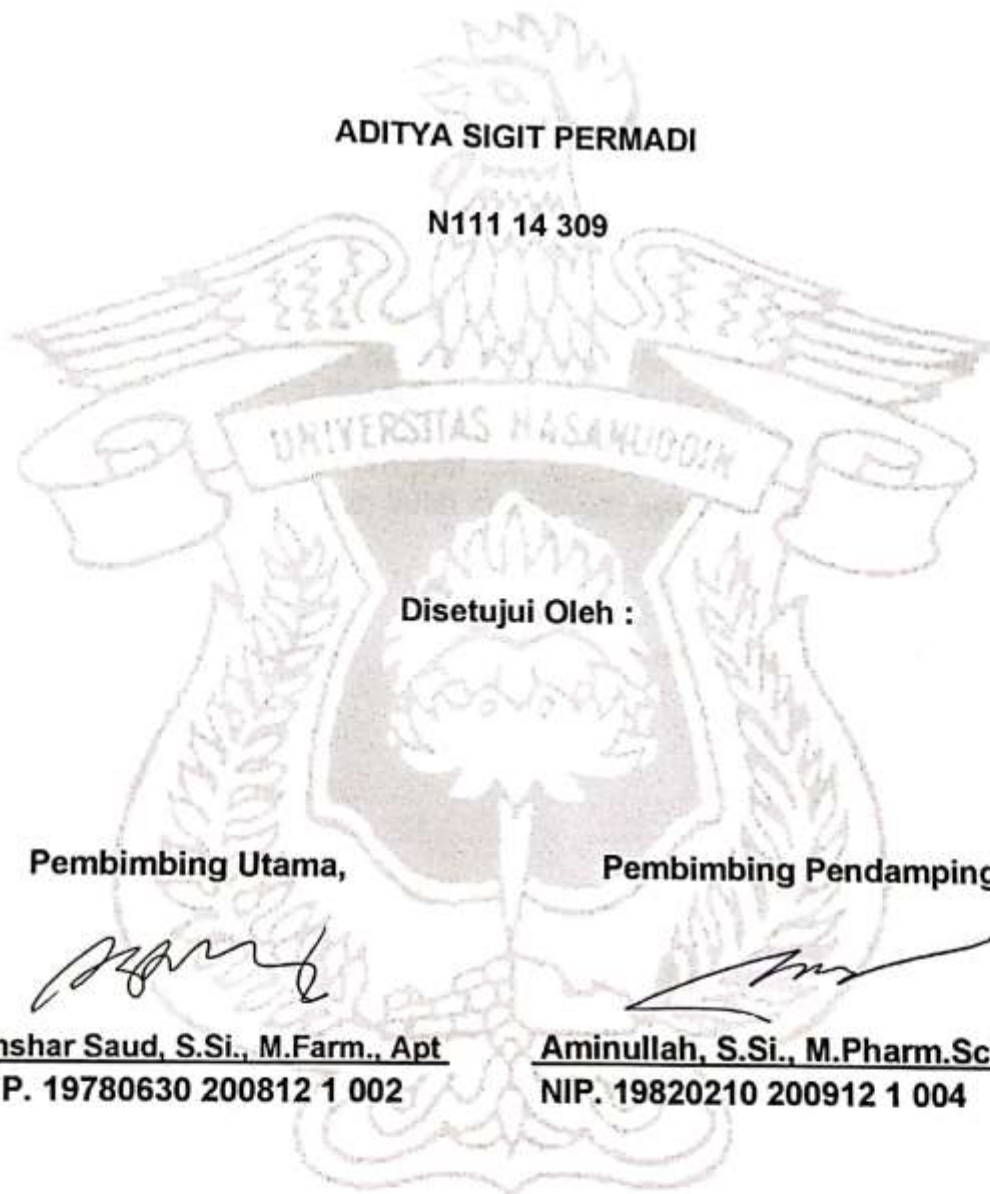 ADITYA SIGIT PERMADI
N111 14 309
UNIVERSITAS HASANUDDIN
Disetujui Oleh :
Pembimbing Utama,
Pembimbing Pendamping
nshar Saud, S.Si., M.Farm., Apt
Aminullah, S.Si., M.Pharm.Sc
P. 19780630 200812 1 002
NIP. 19820210 200912 1 004